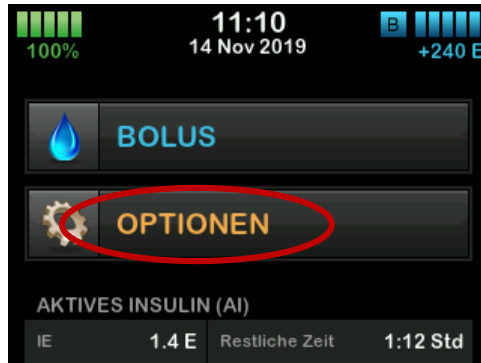 11:10
100% 14 Nov 2019 B +240 E
BOLUS
OPTIONEN
AKTIVES INSULIN (AI)
IE 1.4 E Restliche Zeit 1:12 Std